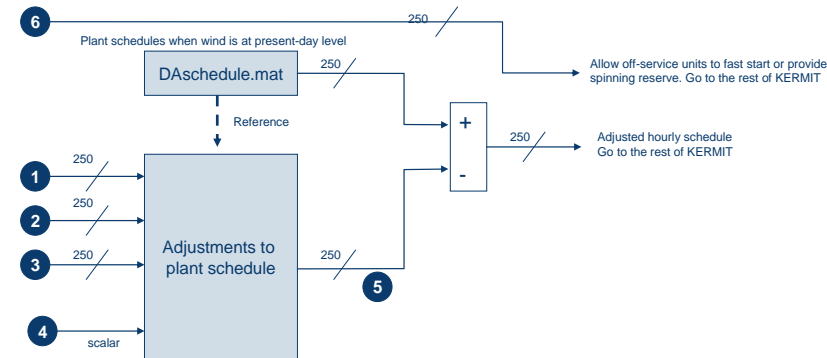 6
250
Plant schedules when wind is at present-day level
Allow off-service units to fast start or provide
spinning reserve. Go to the rest of KERMIT
DAschedule.mat
250
Reference
+
-
250
Adjusted hourly schedule
Go to the rest of KERMIT
1
250
2
250
3
250
Adjustments to
plant schedule
250
5
4
scalar